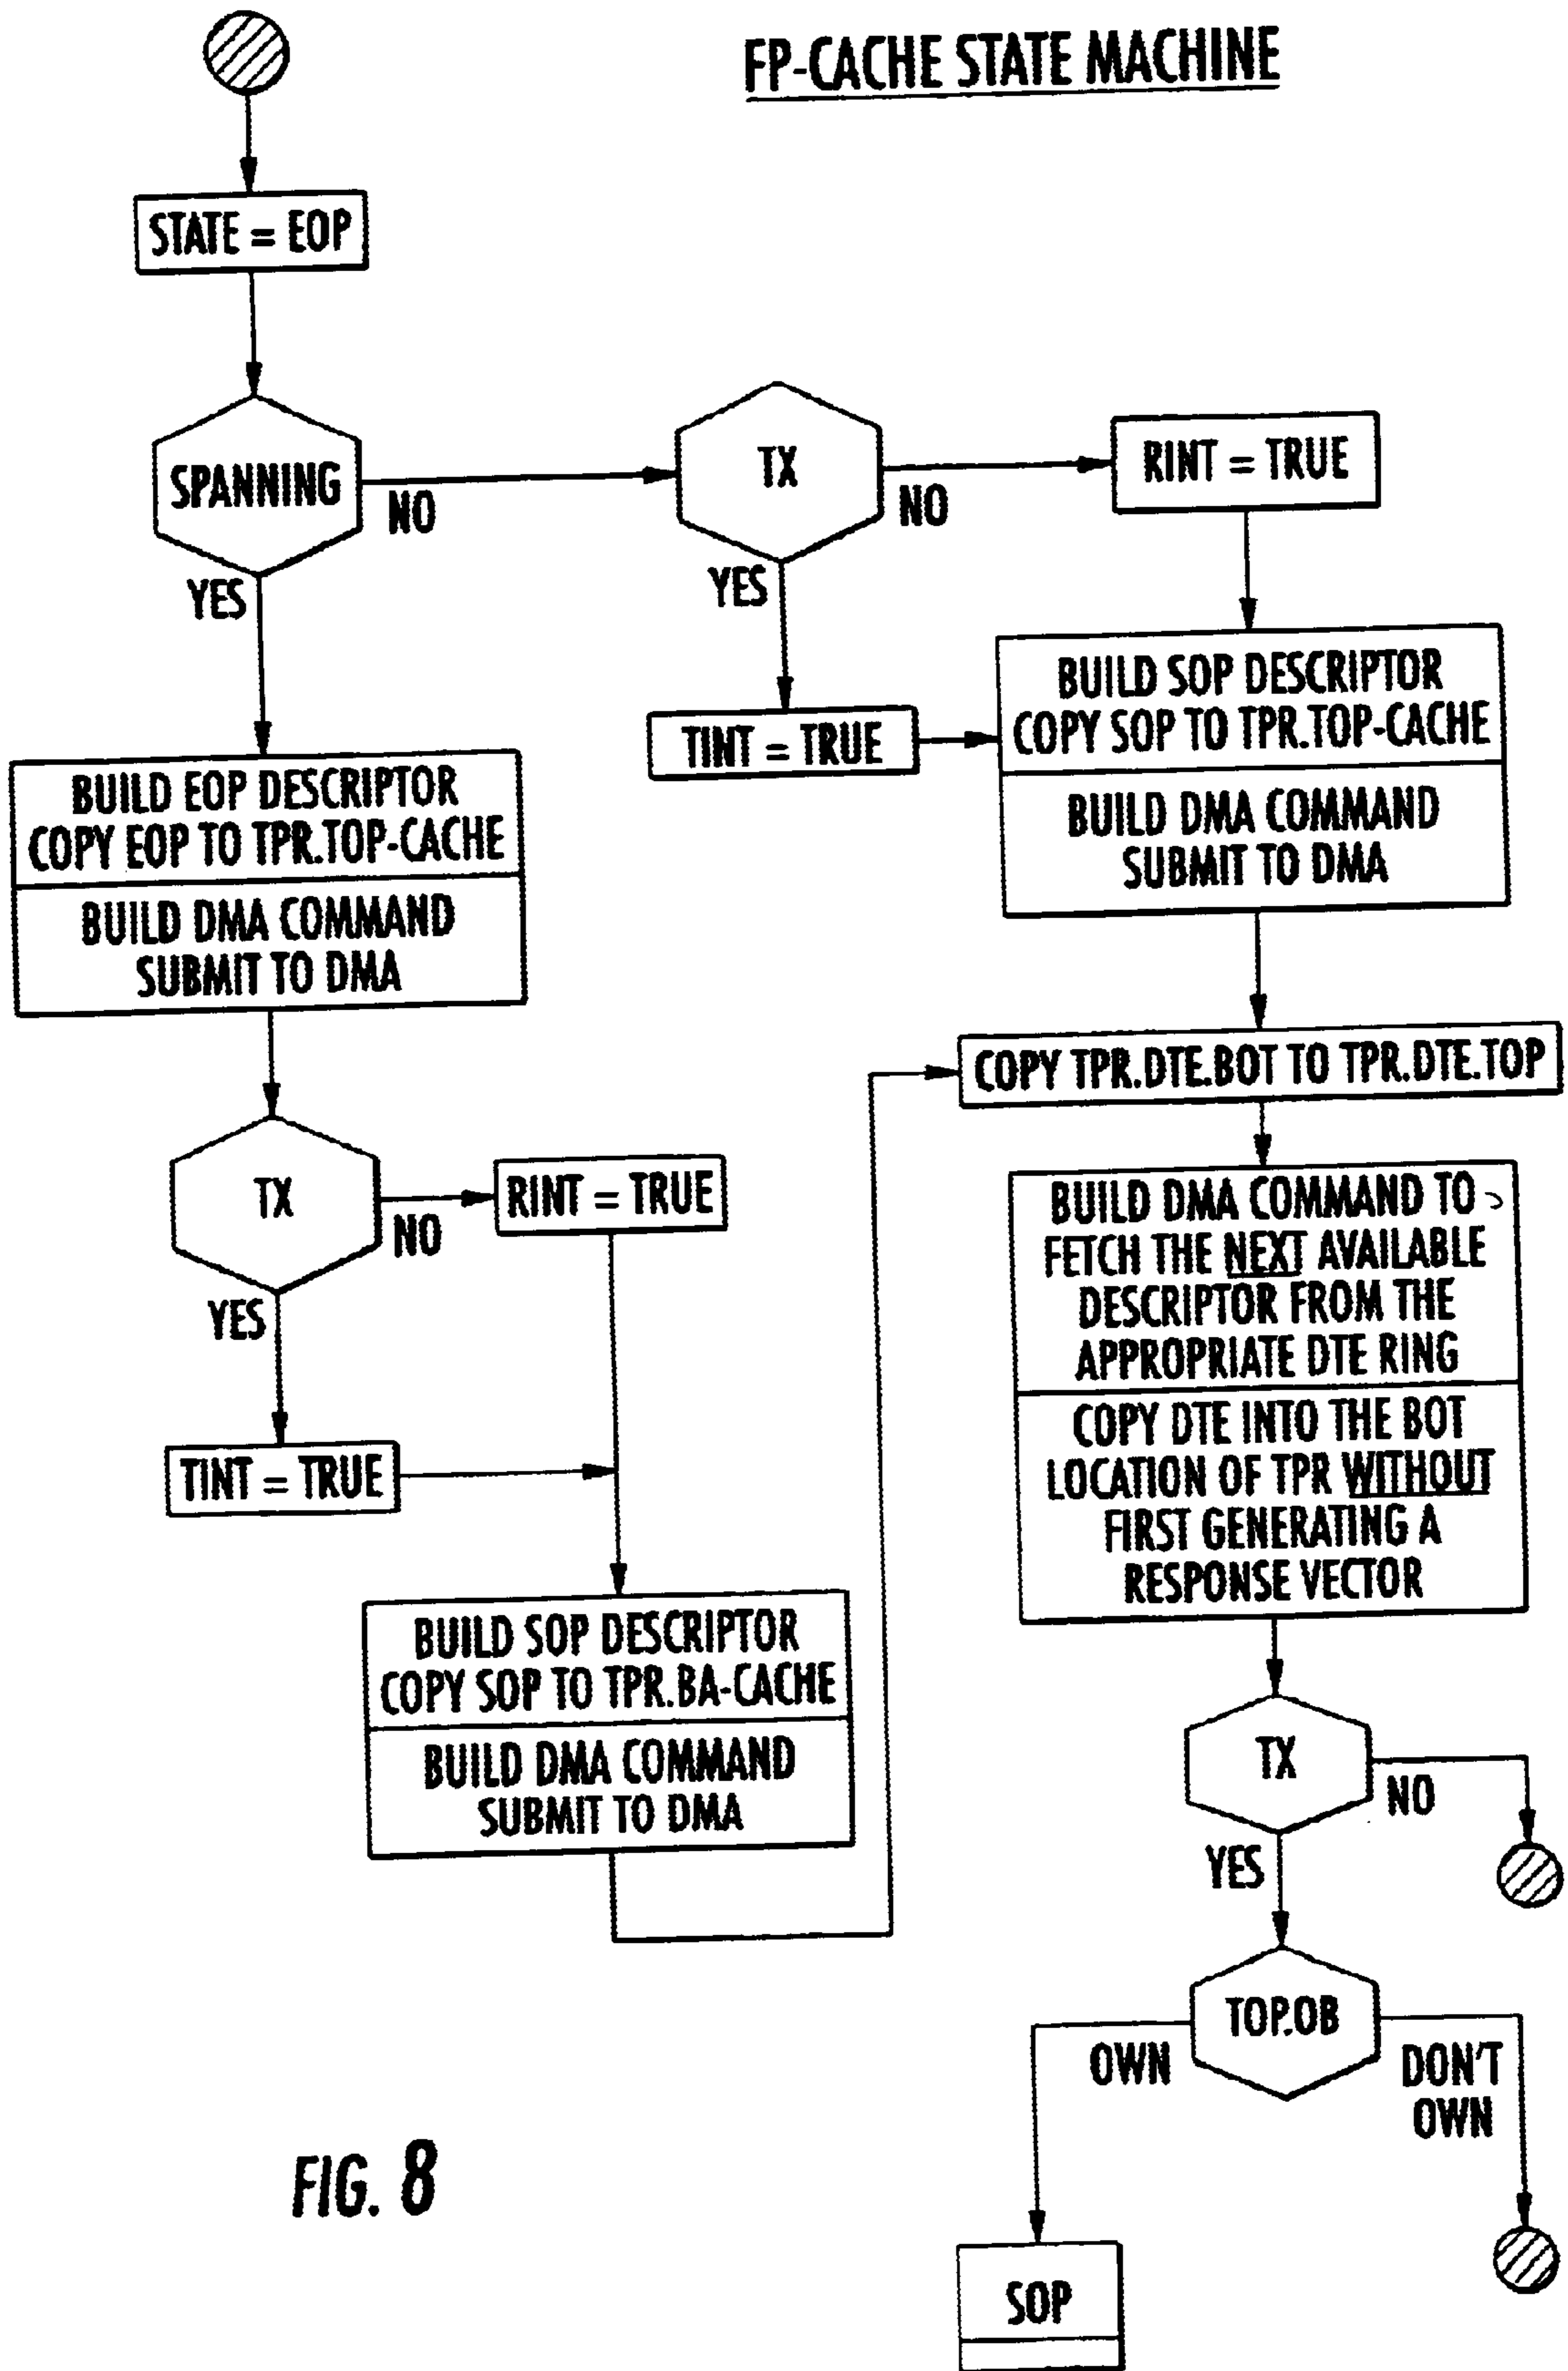 FP-CACHE STATE MACHINE
STATE = EOP
SPANNING
NO
YES
TX
NO
YES
RINT = TRUE
TINT = TRUE
BUILD SOP DESCRIPTOR
COPY SOP TO TPR.TOP-CACHE
BUILD DMA COMMAND
SUBMIT TO DMA
BUILD EOP DESCRIPTOR
COPY EOP TO TPR.TOP-CACHE
BUILD DMA COMMAND
SUBMIT TO DMA
TX
NO
YES
RINT = TRUE
TINT = TRUE
BUILD SOP DESCRIPTOR
COPY SOP TO TPR.BA-CACHE
BUILD DMA COMMAND
SUBMIT TO DMA
COPY TPR.DTE.BOT TO TPR.DTE.TOP
BUILD DMA COMMAND TO
FETCH THE NEXT AVAILABLE
DESCRIPTOR FROM THE
APPROPRIATE DTE RING
COPY DTE INTO THE BOT
LOCATION OF TPR WITHOUT
FIRST GENERATING A
RESPONSE VECTOR
TX
NO
YES
TOP.OB
OWN
DON'T
OWN
SOP
FIG. 8